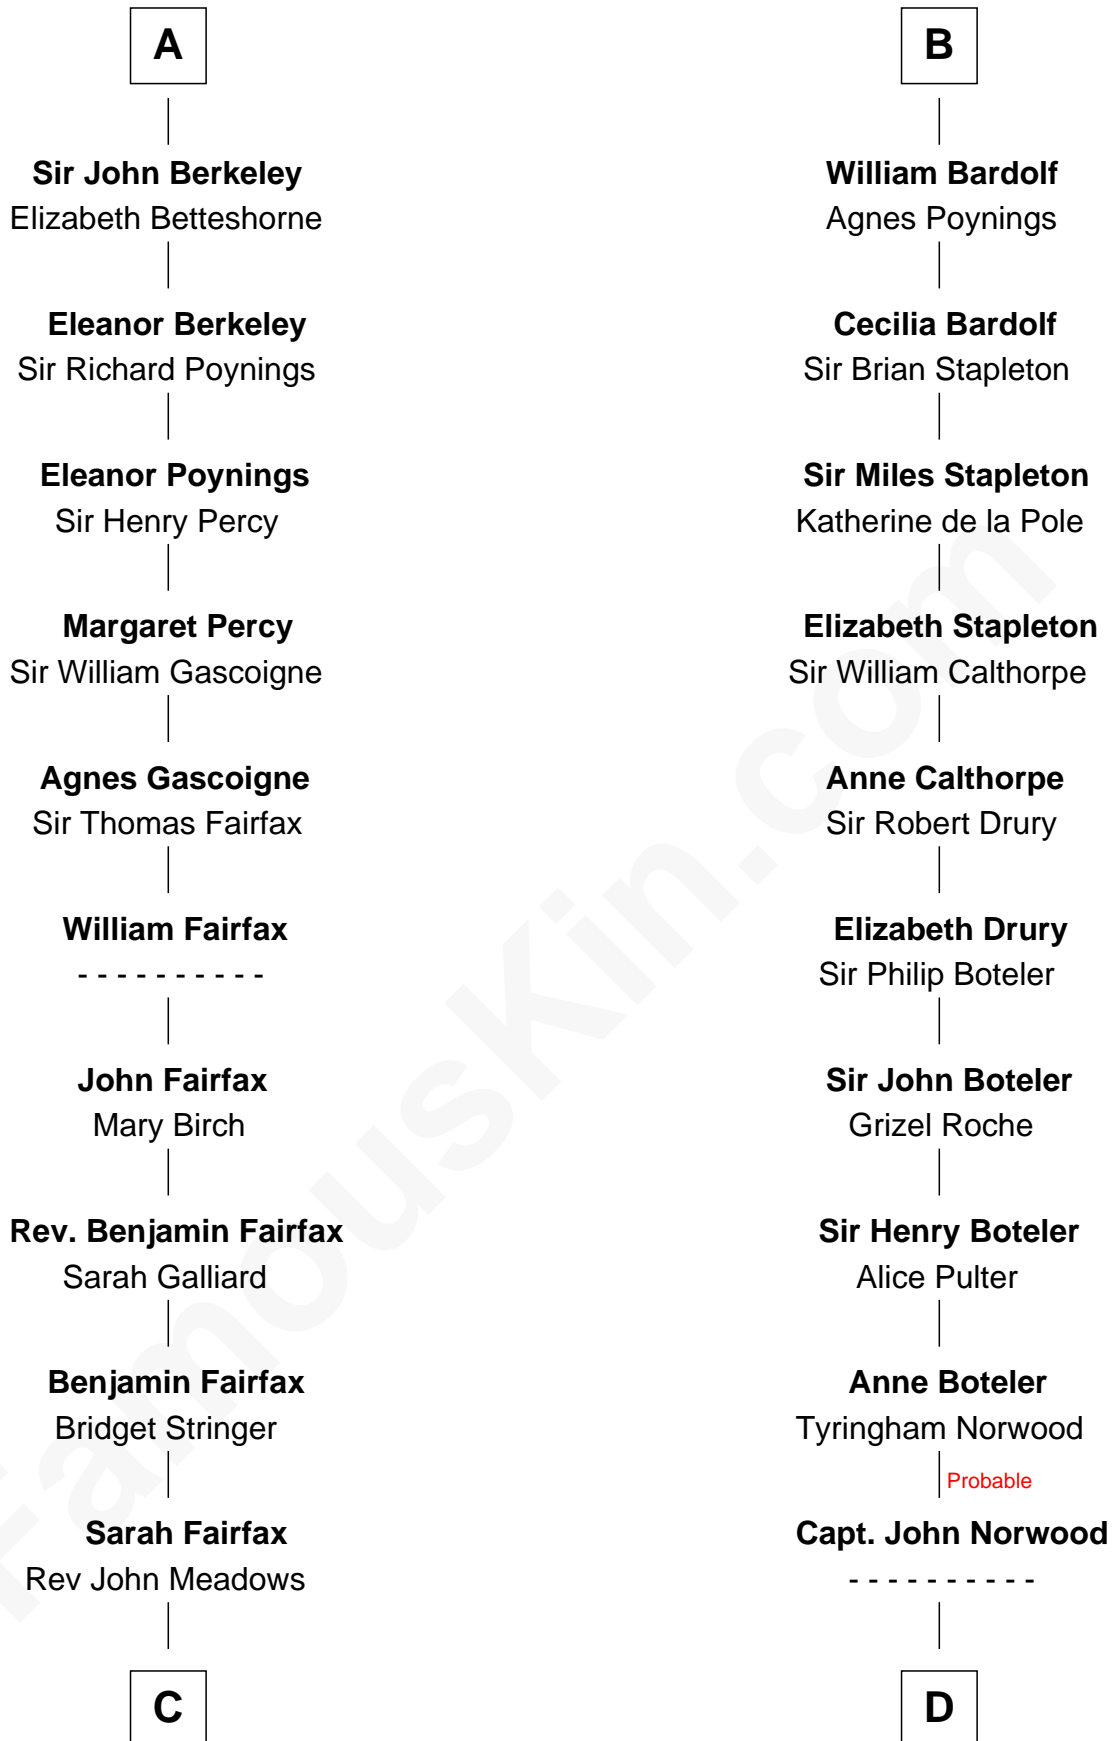 A
Sir John Berkeley
Elizabeth Betteshorne
Eleanor Berkeley
Sir Richard Poynings
Eleanor Poynings
Sir Henry Percy
Margaret Percy
Sir William Gascoigne
Agnes Gascoigne
Sir Thomas Fairfax
William Fairfax
- - - - - - - - - -
John Fairfax
Mary Birch
Rev. Benjamin Fairfax
Sarah Galliard
Benjamin Fairfax
Bridget Stringer
Sarah Fairfax
Rev John Meadows
C
B
William Bardolf
Agnes Poynings
Cecilia Bardolf
Sir Brian Stapleton
Sir Miles Stapleton
Katherine de la Pole
Elizabeth Stapleton
Sir William Calthorpe
Anne Calthorpe
Sir Robert Drury
Elizabeth Drury
Sir Philip Boteler
Sir John Boteler
Grizel Roche
Sir Henry Boteler
Alice Pulter
Anne Boteler
Tyringham Norwood
Probable
Capt. John Norwood
- - - - - - - - - -
D
FamousKin.com